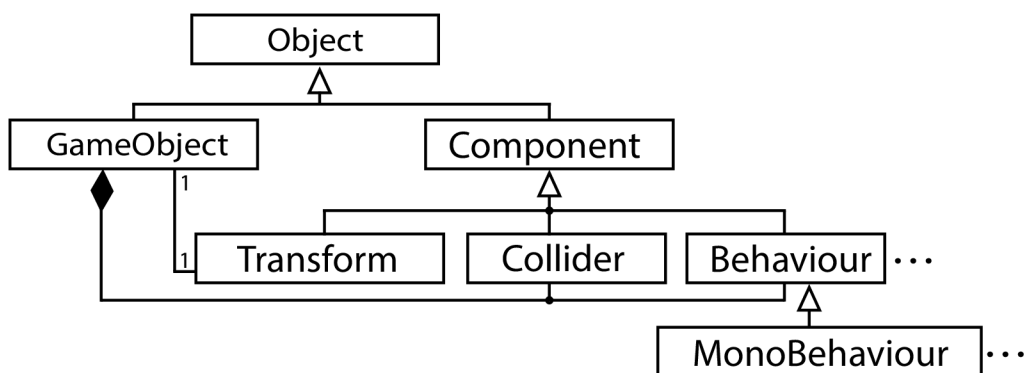 Object
GameObject
Component
1
1
Transform
Collider
Behaviour ...
MonoBehaviour ...